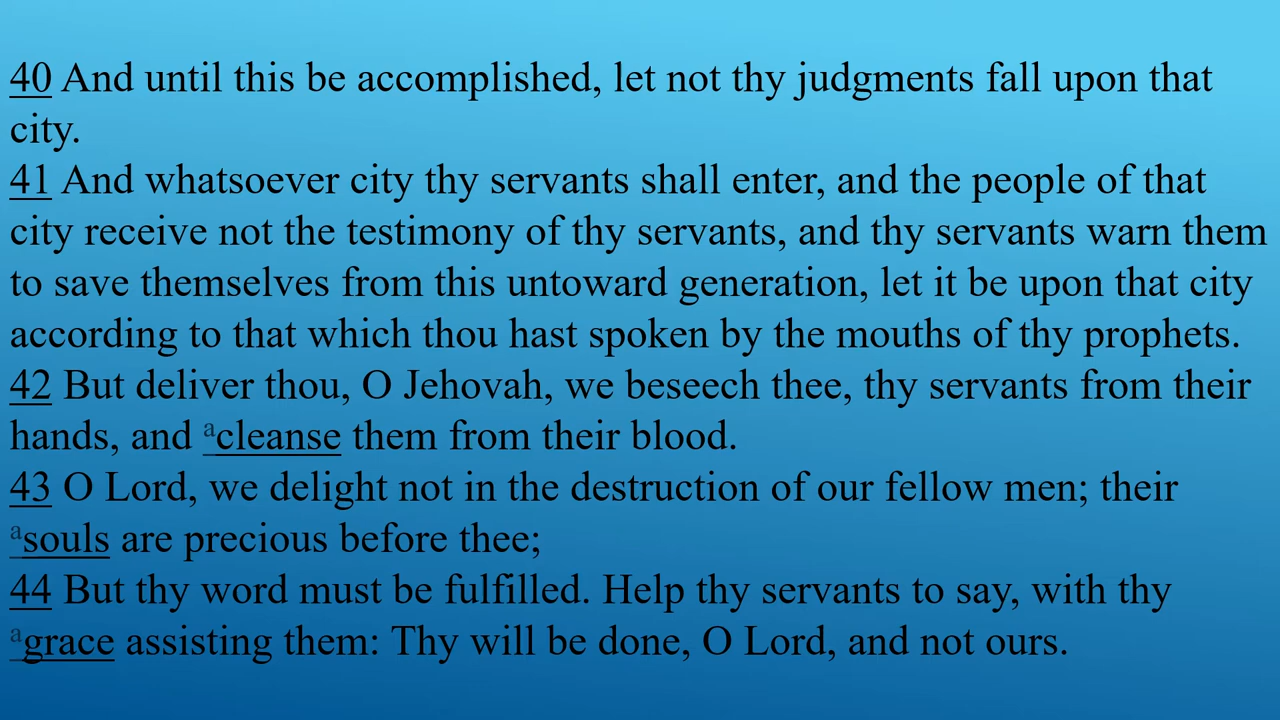 40 And until this be accomplished, let not thy judgments fall upon that
city.
41 And whatsoever city thy servants shall enter, and the people of that
city receive not the testimony of thy servants, and thy servants warn them
to save themselves from this untoward generation, let it be upon that city
according to that which thou hast spoken by the mouths of thy prophets.
42 But deliver thou, O Jehovah, we beseech thee, thy servants from their
hands, and ᵃcleanse them from their blood.
43 O Lord, we delight not in the destruction of our fellow men; their
ᵃsouls are precious before thee;
44 But thy word must be fulfilled. Help thy servants to say, with thy
ᵃgrace assisting them: Thy will be done, O Lord, and not ours.